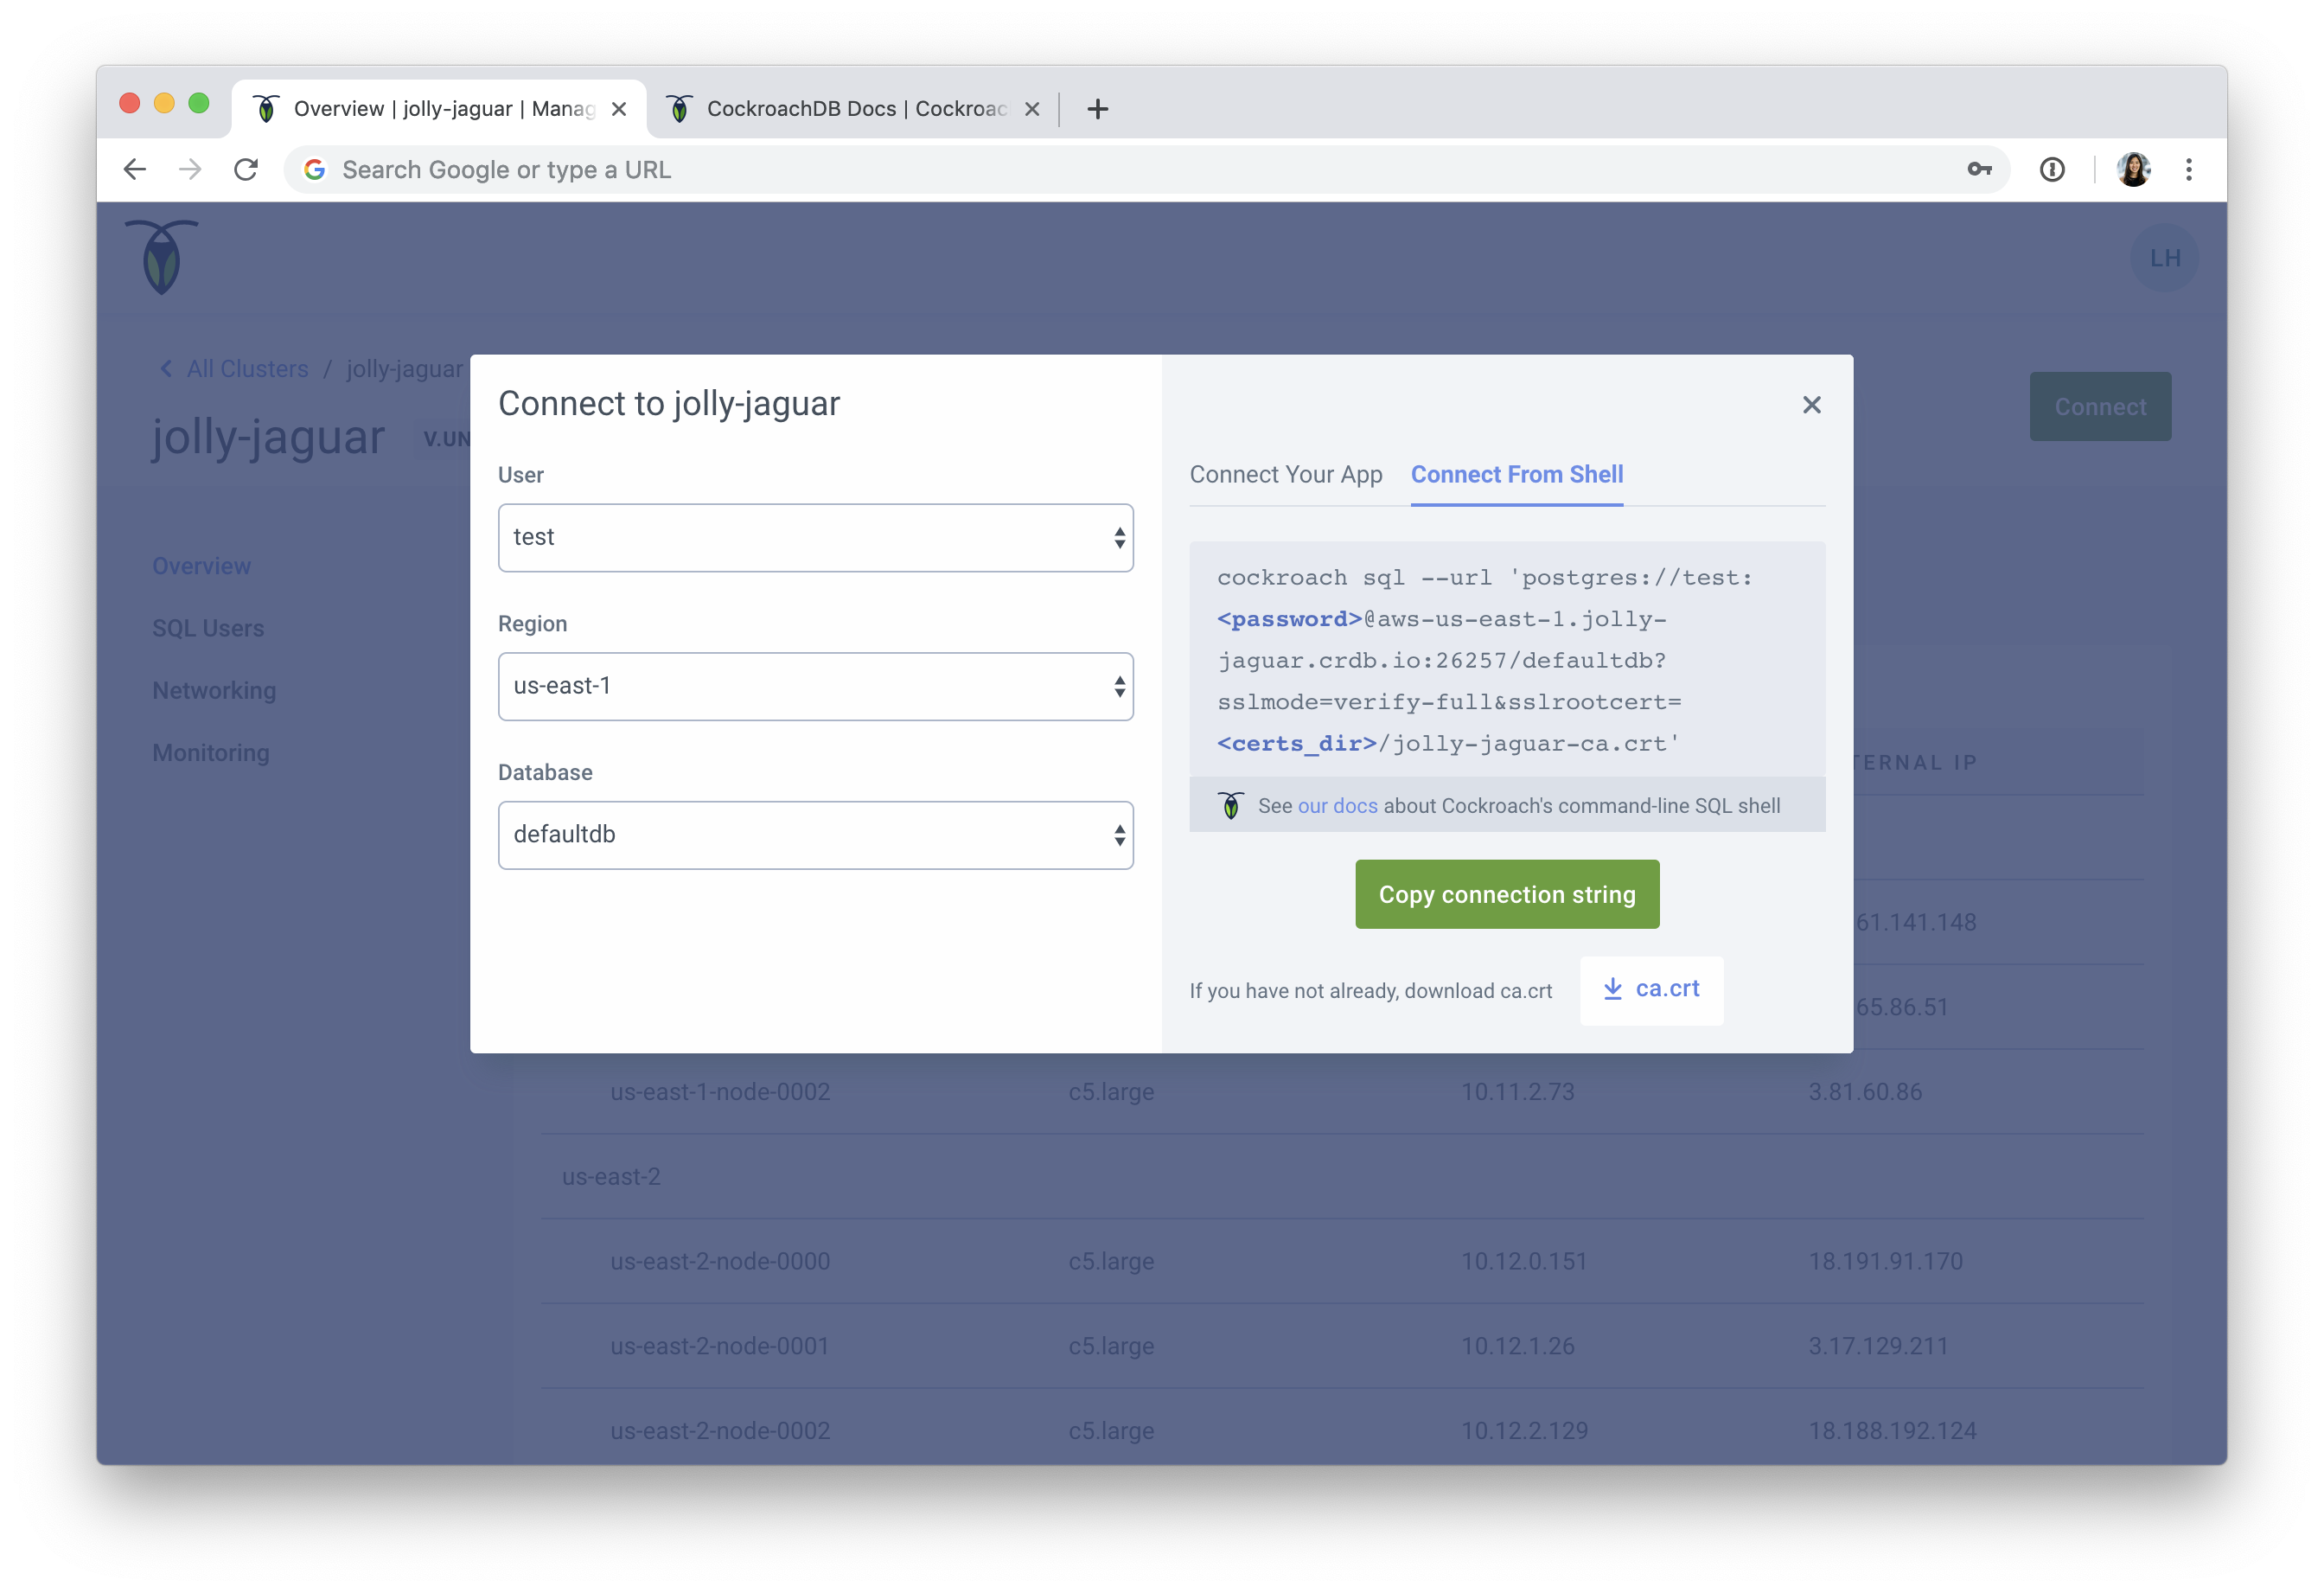 Overview | jolly-jaguar | Manag
CockroachDB Docs | Cockroac
Search Google or type a URL
LH
All Clusters / jolly-jaguar
jolly-jaguar
V.UN
Connect
Overview
SQL Users
Networking
Monitoring
Connect to jolly-jaguar
User
test
Region
us-east-1
Database
defaultdb
Connect Your App Connect From Shell
cockroach sql --url 'postgres://test:
<password>@aws-us-east-1.jolly-
jaguar.crdb.io:26257/defaultdb?
sslmode=verify-full&sslrootcert=
<certs_dir>/jolly-jaguar-ca.crt'
See our docs about Cockroach's command-line SQL shell
Copy connection string
If you have not already, download ca.crt
ca.crt
TERNAL IP
61.141.148
65.86.51
us-east-1-node-0002 c5.large 10.11.2.73 3.81.60.86
us-east-2
us-east-2-node-0000 c5.large 10.12.0.151 18.191.91.170
us-east-2-node-0001 c5.large 10.12.1.26 3.17.129.211
us-east-2-node-0002 c5.large 10.12.2.129 18.188.192.124